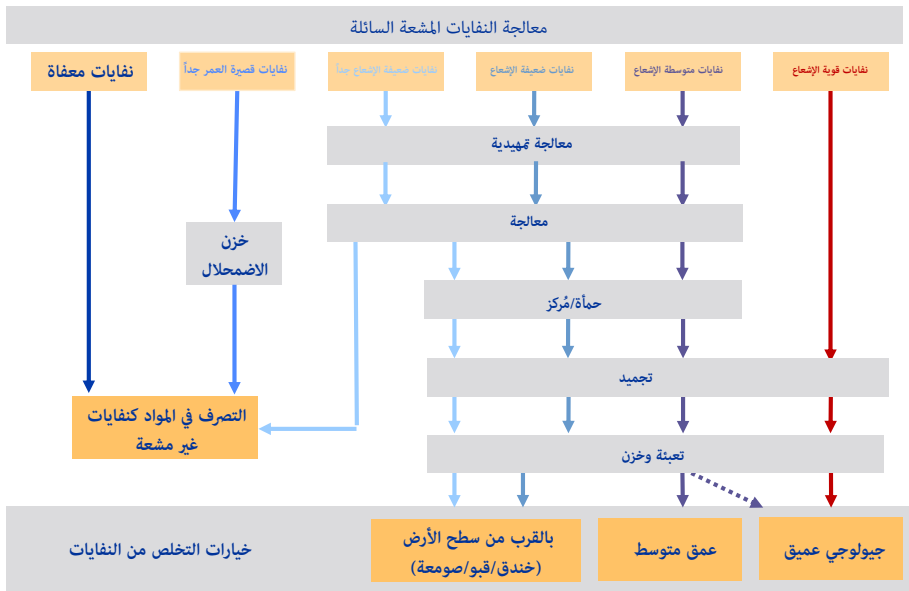 معالجة النفايات المشعة السائلة
نفايات قوية الإشعاع
نفايات متوسطة الإشعاع
نفايات ضعيفة الإشعاع
نفايات ضعيفة الإشعاع جداً
نفايات قصيرة العمر جداً
نفايات معفاة
معالجة تمهيدية
معالجة
خزن
الاضمحلال
حمأة/مُركز
تجميد
التصرف في المواد كنفايات
غير مشعة
تعبئة وخزن
جيولوجي عميق
عمق متوسط
بالقرب من سطح الأرض
(خندق/قبو/صومعة)
خيارات التخلص من النفايات